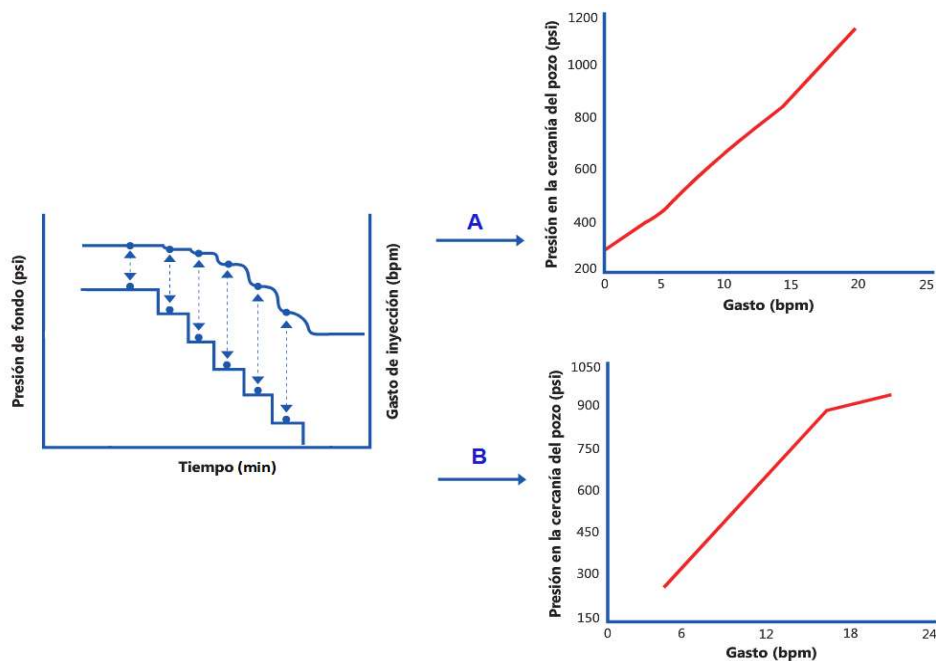 Presión de fondo (psi)
Gasto de inyección (bpm)
Tiempo (min)
A
B
Presión en la cercanía del pozo (psi)
1200
1000
800
600
400
200
0
5
10
15
20
25
Gasto (bpm)
Presión en la cercanía del pozo (psi)
1050
900
750
600
450
300
150
0
6
12
18
24
Gasto (bpm)